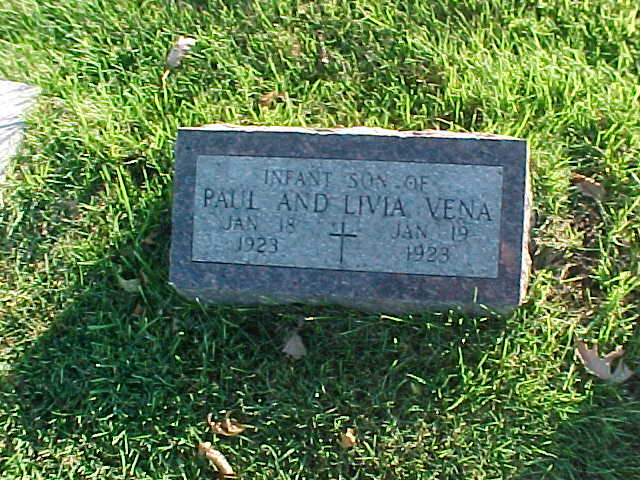 INFANT SON OF
PAUL AND LIVIA VENA
JAN 18 JAN 19
1923 1923